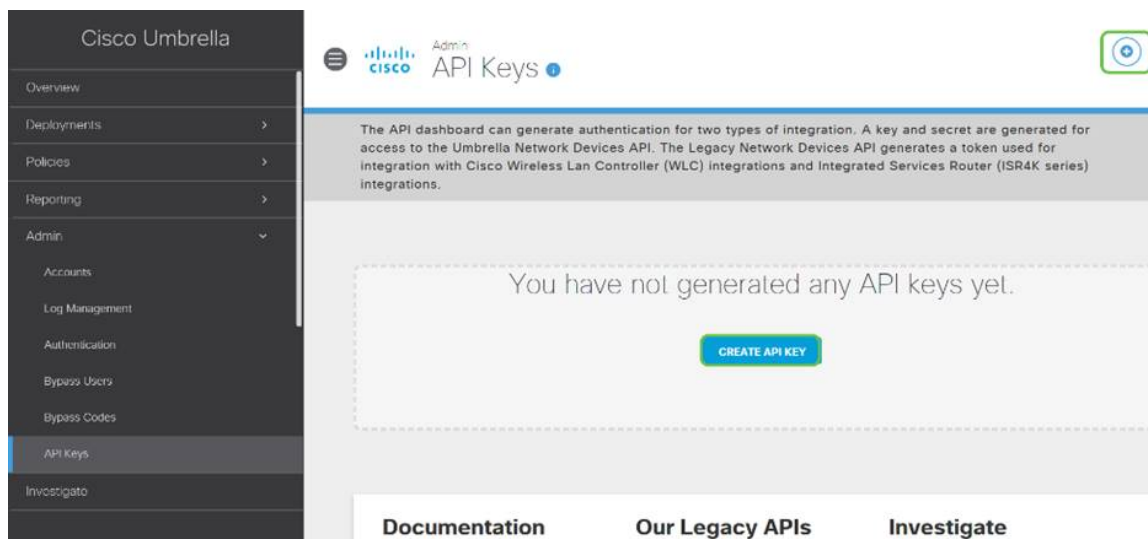 Cisco Umbrella
Overview
Deployments
Policies
Reporting
Admin
Accounts
Log Management
Authentication
Bypass Users
Bypass Codes
API Keys
Investigate
CISCO
Admin
API Keys
The API dashboard can generate authentication for two types of integration. A key and secret are generated for
access to the Umbrella Network Devices API. The Legacy Network Devices API generates a token used for
integration with Cisco Wireless Lan Controller (WLC) integrations and Integrated Services Router (ISR4K series)
integrations.
You have not generated any API keys yet.
CREATE API KEY
Documentation
Our Legacy APIs
Investigate